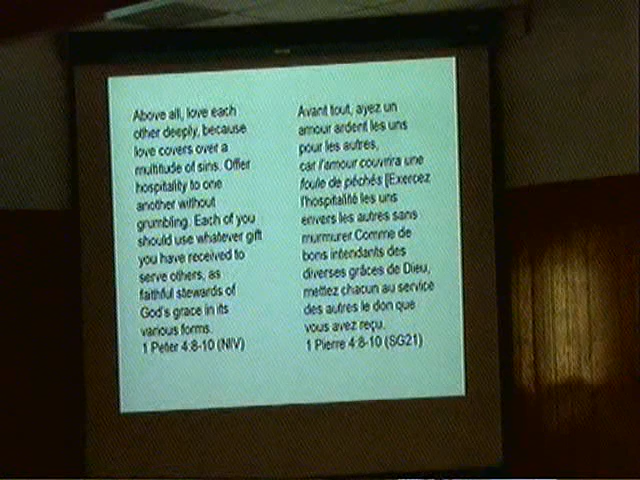 Above all, love each
other deeply, because
love covers over a
multitude of sins. Offer
hospitality to one
another without
grumbling. Each of you
should use whatever gift
you have received to
serve others, as
faithful stewards of
God's grace in its
various forms.
1 Peter 4:8-10 (NIV)
Avant tout, ayez un
amour ardent les uns
pour les autres,
car l'amour couvrira une
foule de péchés [Exercez
l'hospitalité les uns
envers les autres sans
murmurer.Comme de
bons intendants des
diverses grâces de Dieu,
mettez chacun au service
des autres le don que
vous avez reçu.
1 Pierre 4:8-10 (SG21)